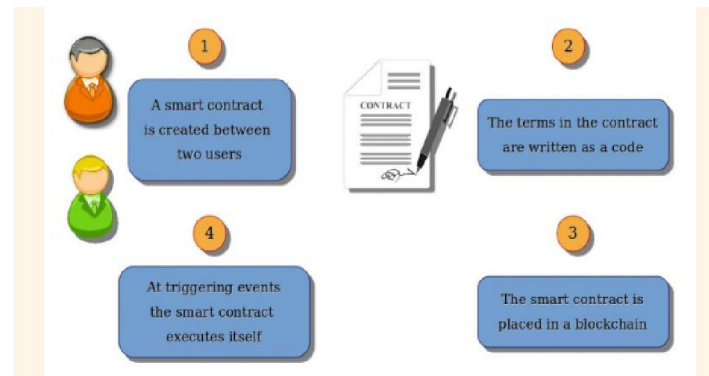 1
A smart contract
is created between
two users
CONTRACT
2
The terms in the contract
are written as a code
4
At triggering events
the smart contract
executes itself
3
The smart contract is
placed in a blockchain